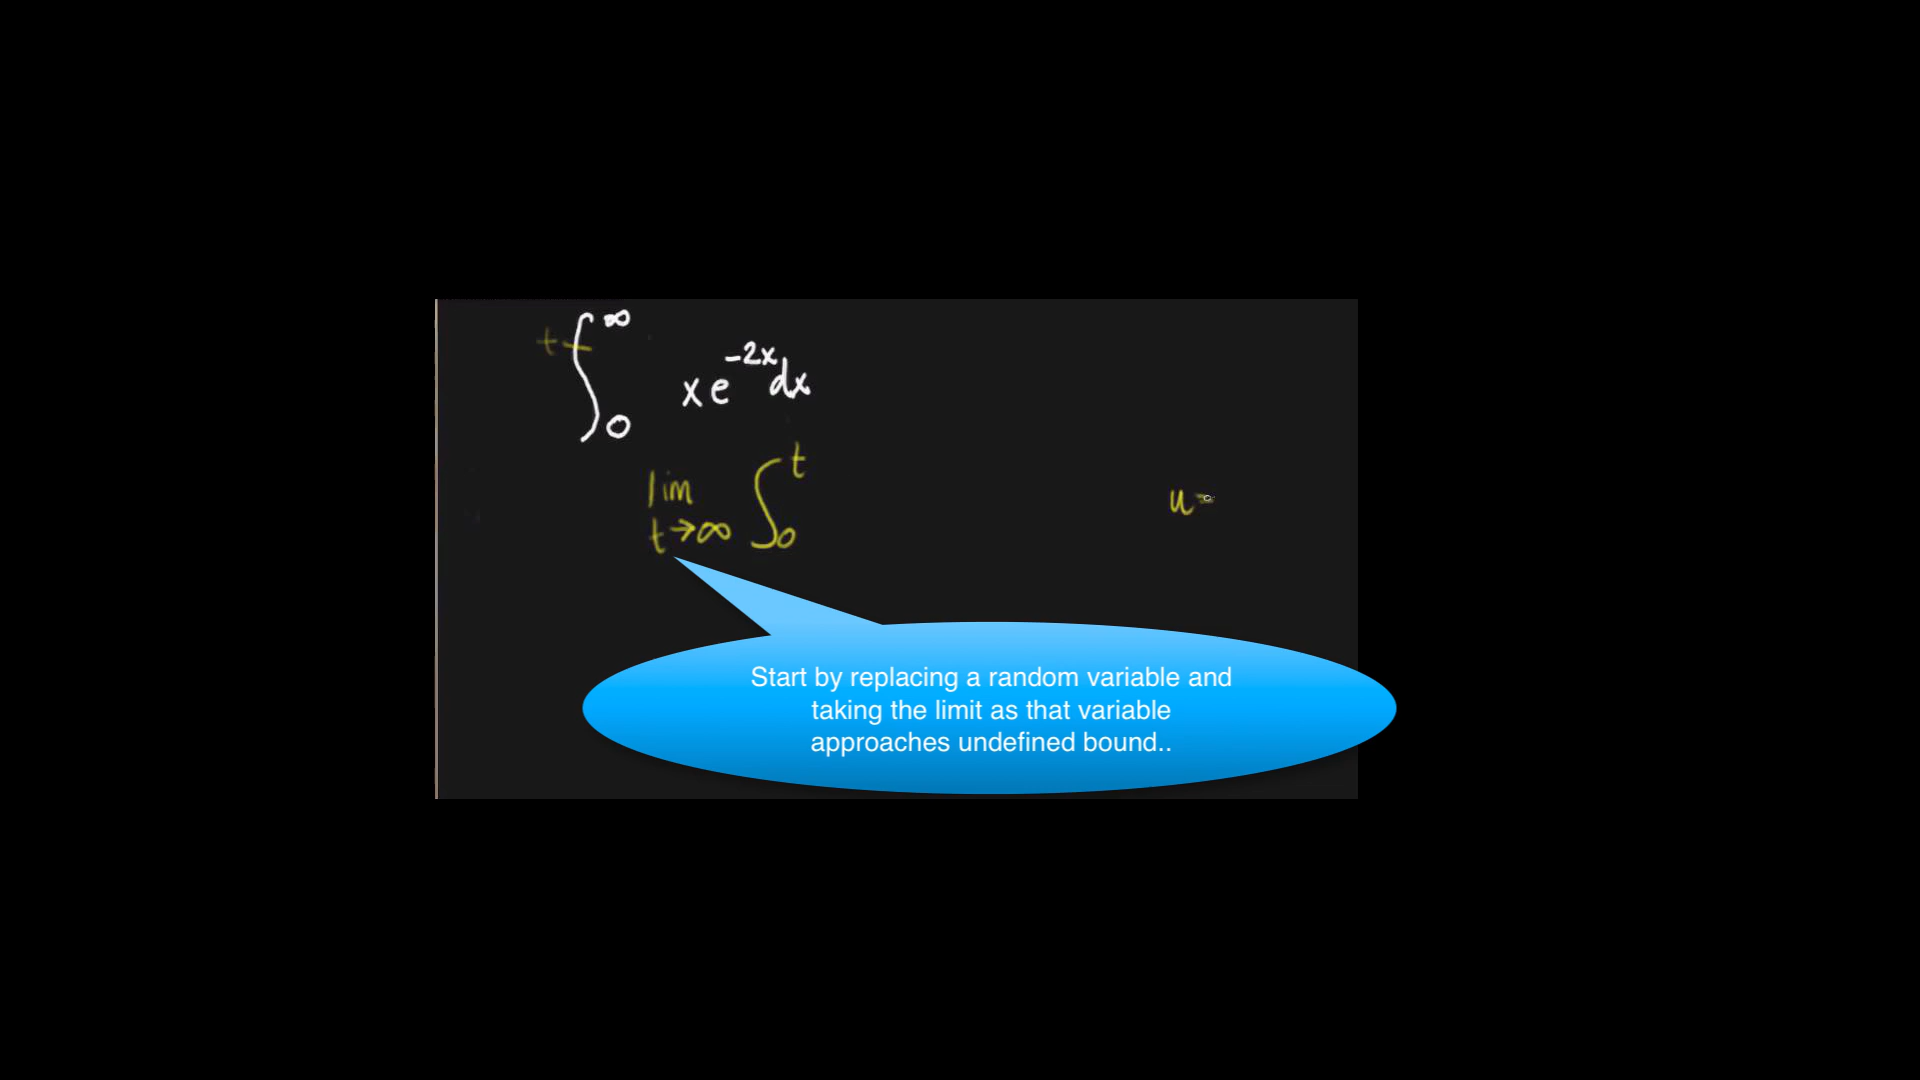 t ∫₀^∞ xe^{-2x}dx
lim t→∞ ∫₀^t
u=
Start by replacing a random variable and
taking the limit as that variable
approaches undefined bound..